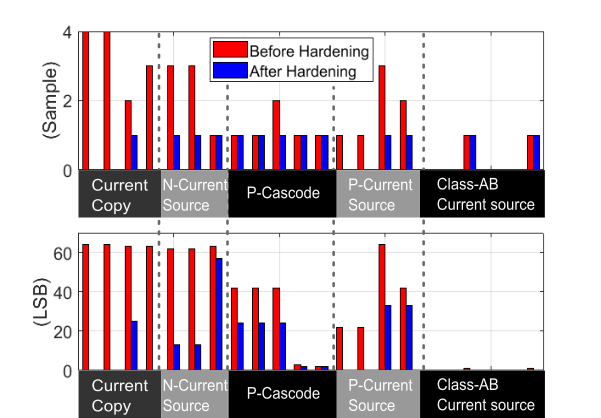 4
Before Hardening
After Hardening
(Sample)
2
0
Current
Copy
N-Current
Source
P-Cascode
P-Current
Source
Class-AB
Current source
60
(LSB)
40
20
0
Current
Copy
N-Current
Source
P-Cascode
P-Current
Source
Class-AB
Current source